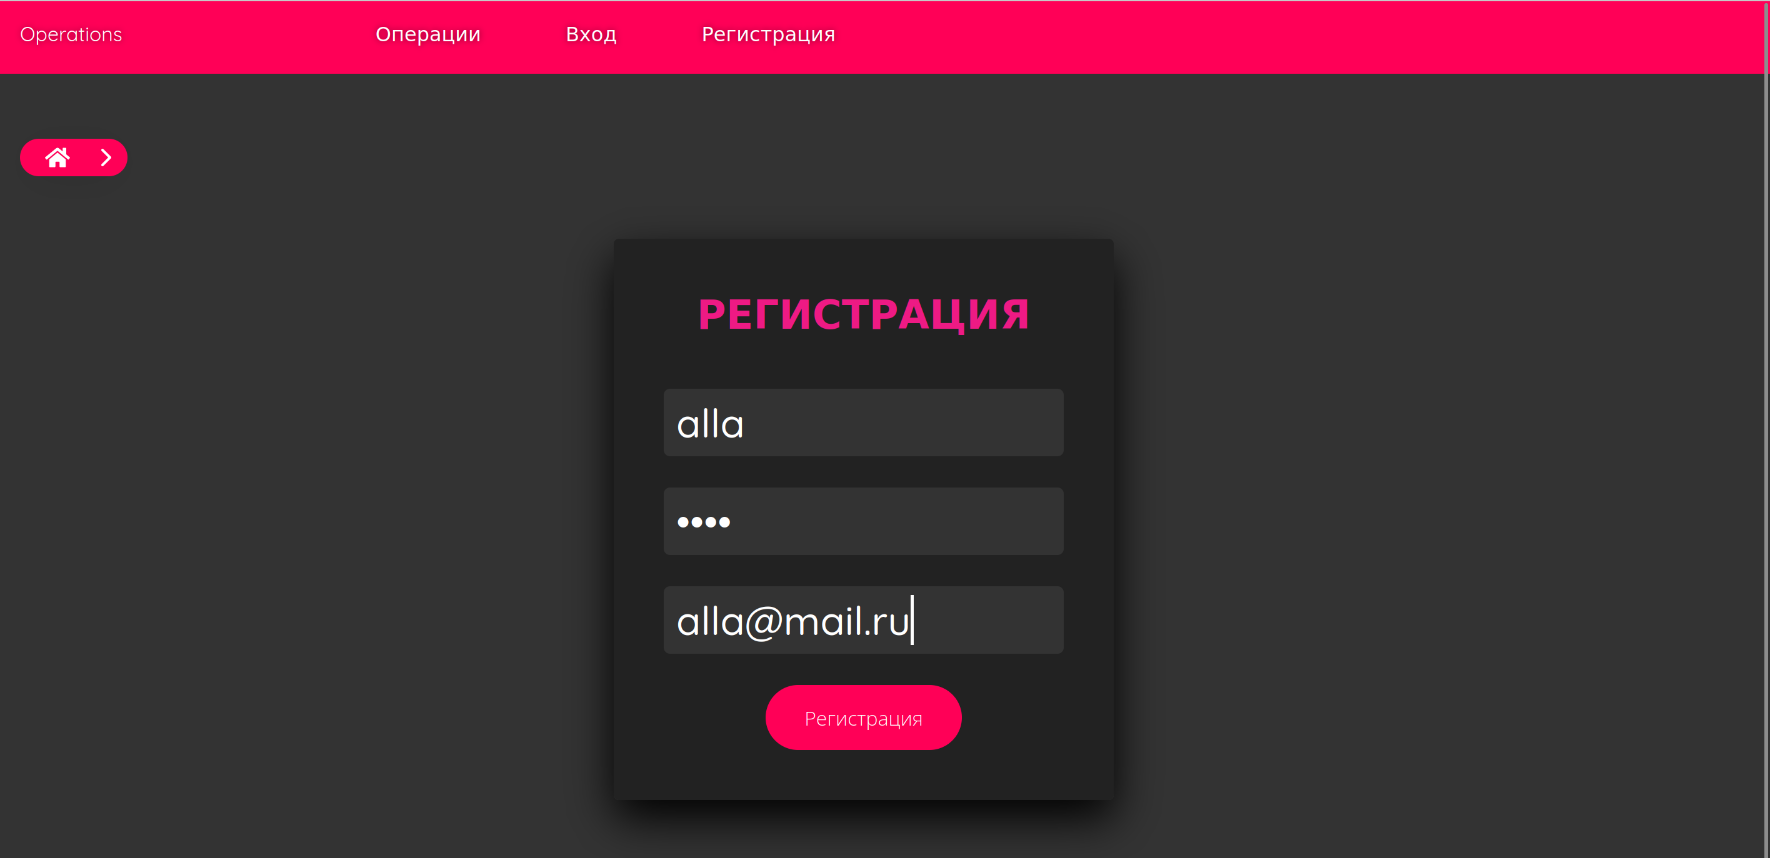 Operations Операции Вход Регистрация
РЕГИСТРАЦИЯ
alla
••••
alla@mail.ru
Регистрация